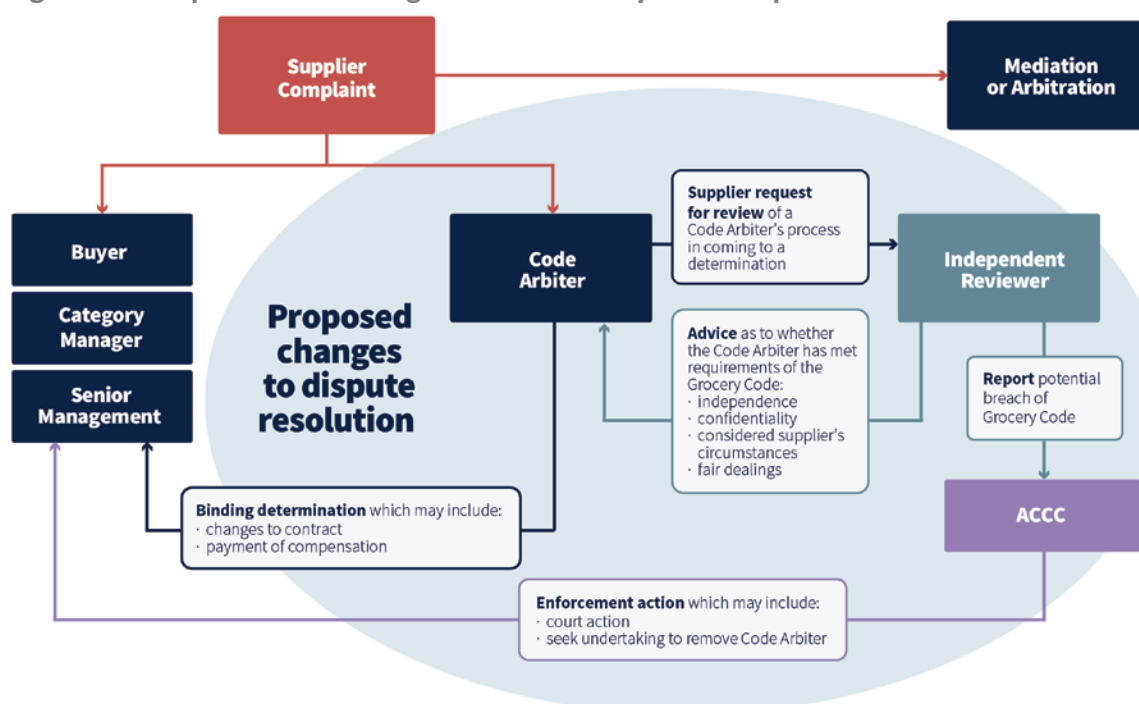 Supplier
Complaint
Mediation
or Arbitration
Buyer
Category
Manager
Senior
Management
Proposed
changes
to dispute
resolution
Code
Arbiter
Supplier request
for review of a
Code Arbiter's process
in coming to a
determination
Independent
Reviewer
Advice as to whether
the Code Arbiter has met
requirements of the
Grocery Code:
· independence
· confidentiality
· considered supplier's
circumstances
· fair dealings
Report potential
breach of
Grocery Code
ACCC
Binding determination which may include:
· changes to contract
· payment of compensation
Enforcement action which may include:
· court action
· seek undertaking to remove Code Arbiter